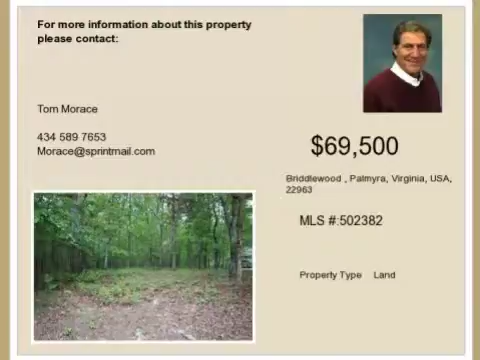 For more information about this property
please contact:
Tom Morace
434 589 7653
Morace@sprintmail.com
$69,500
Briddlewood , Palmyra, Virginia, USA,
22963
MLS #:502382
Property Type Land